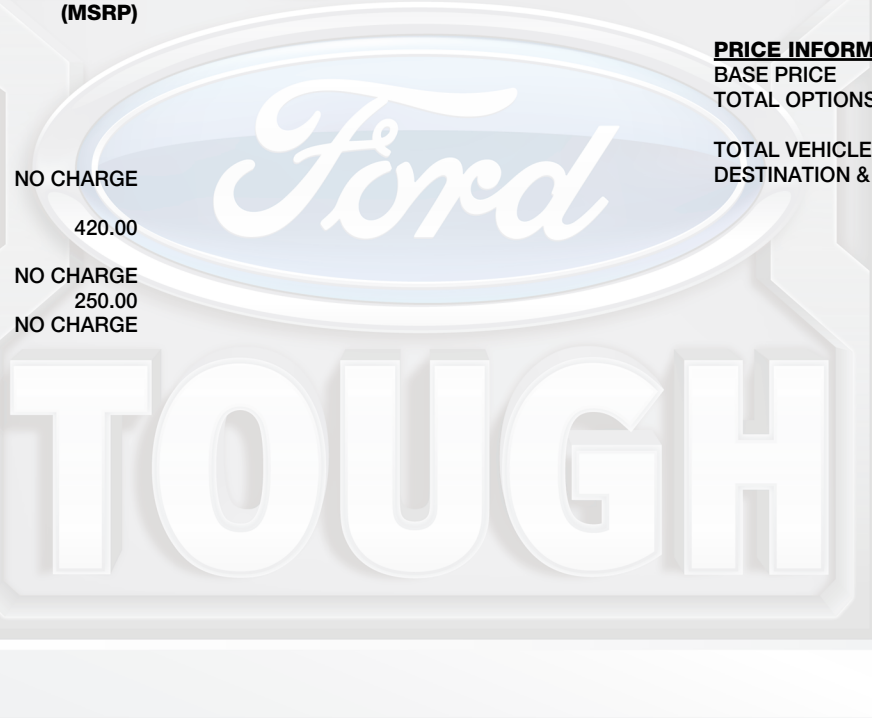 (MSRP)
PRICE INFORM
BASE PRICE
TOTAL OPTIONS
TOTAL VEHICLE
DESTINATION &
NO CHARGE
420.00
NO CHARGE
250.00
NO CHARGE
Ford
TOUGH